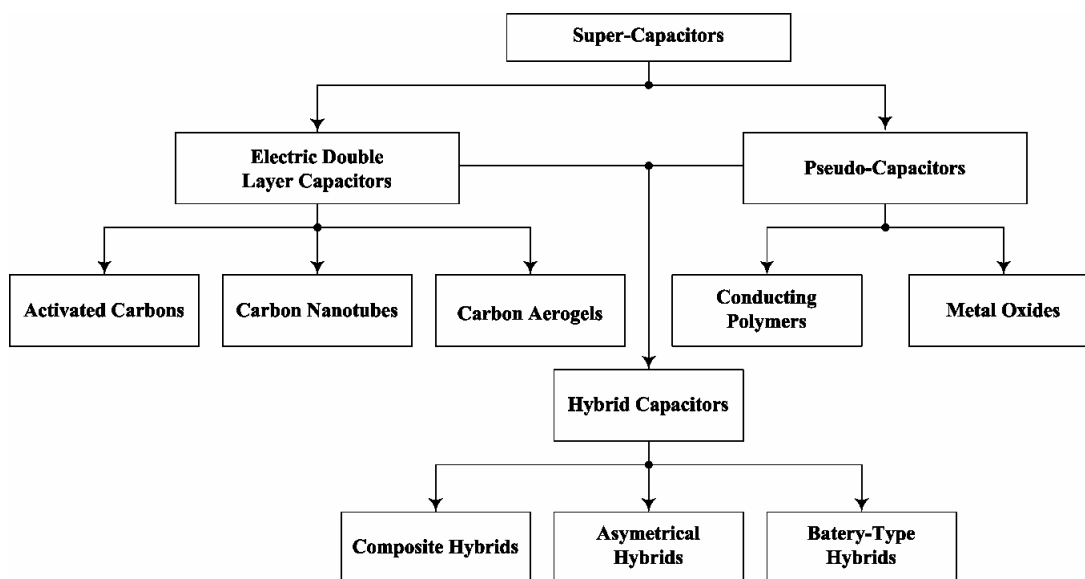 Super-Capacitors
Electric Double
Layer Capacitors
Pseudo-Capacitors
Activated Carbons
Carbon Nanotubes
Carbon Aerogels
Conducting
Polymers
Metal Oxides
Hybrid Capacitors
Composite Hybrids
Asymetrical
Hybrids
Batery-Type
Hybrids